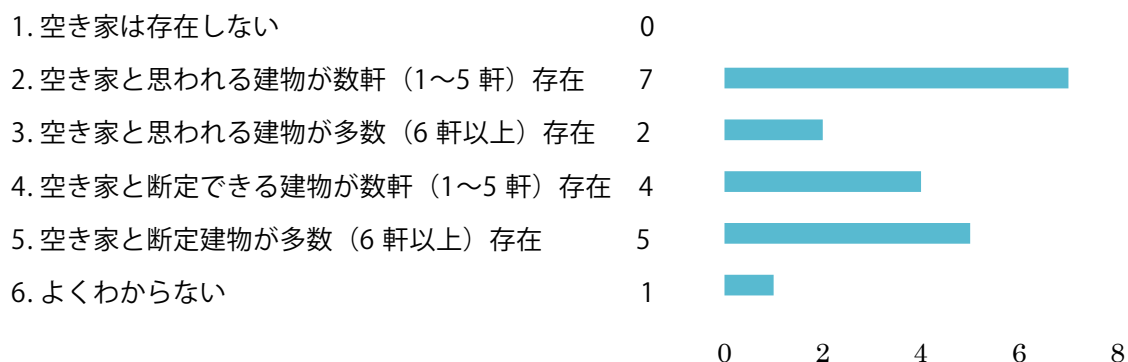 1. 空き家は存在しない 0
2. 空き家と思われる建物が数軒（1～5 軒）存在 7
3. 空き家と思われる建物が多数（6 軒以上）存在 2
4. 空き家と断定できる建物が数軒（1～5 軒）存在 4
5. 空き家と断定建物が多数（6 軒以上）存在 5
6. よくわからない 1
0 2 4 6 8